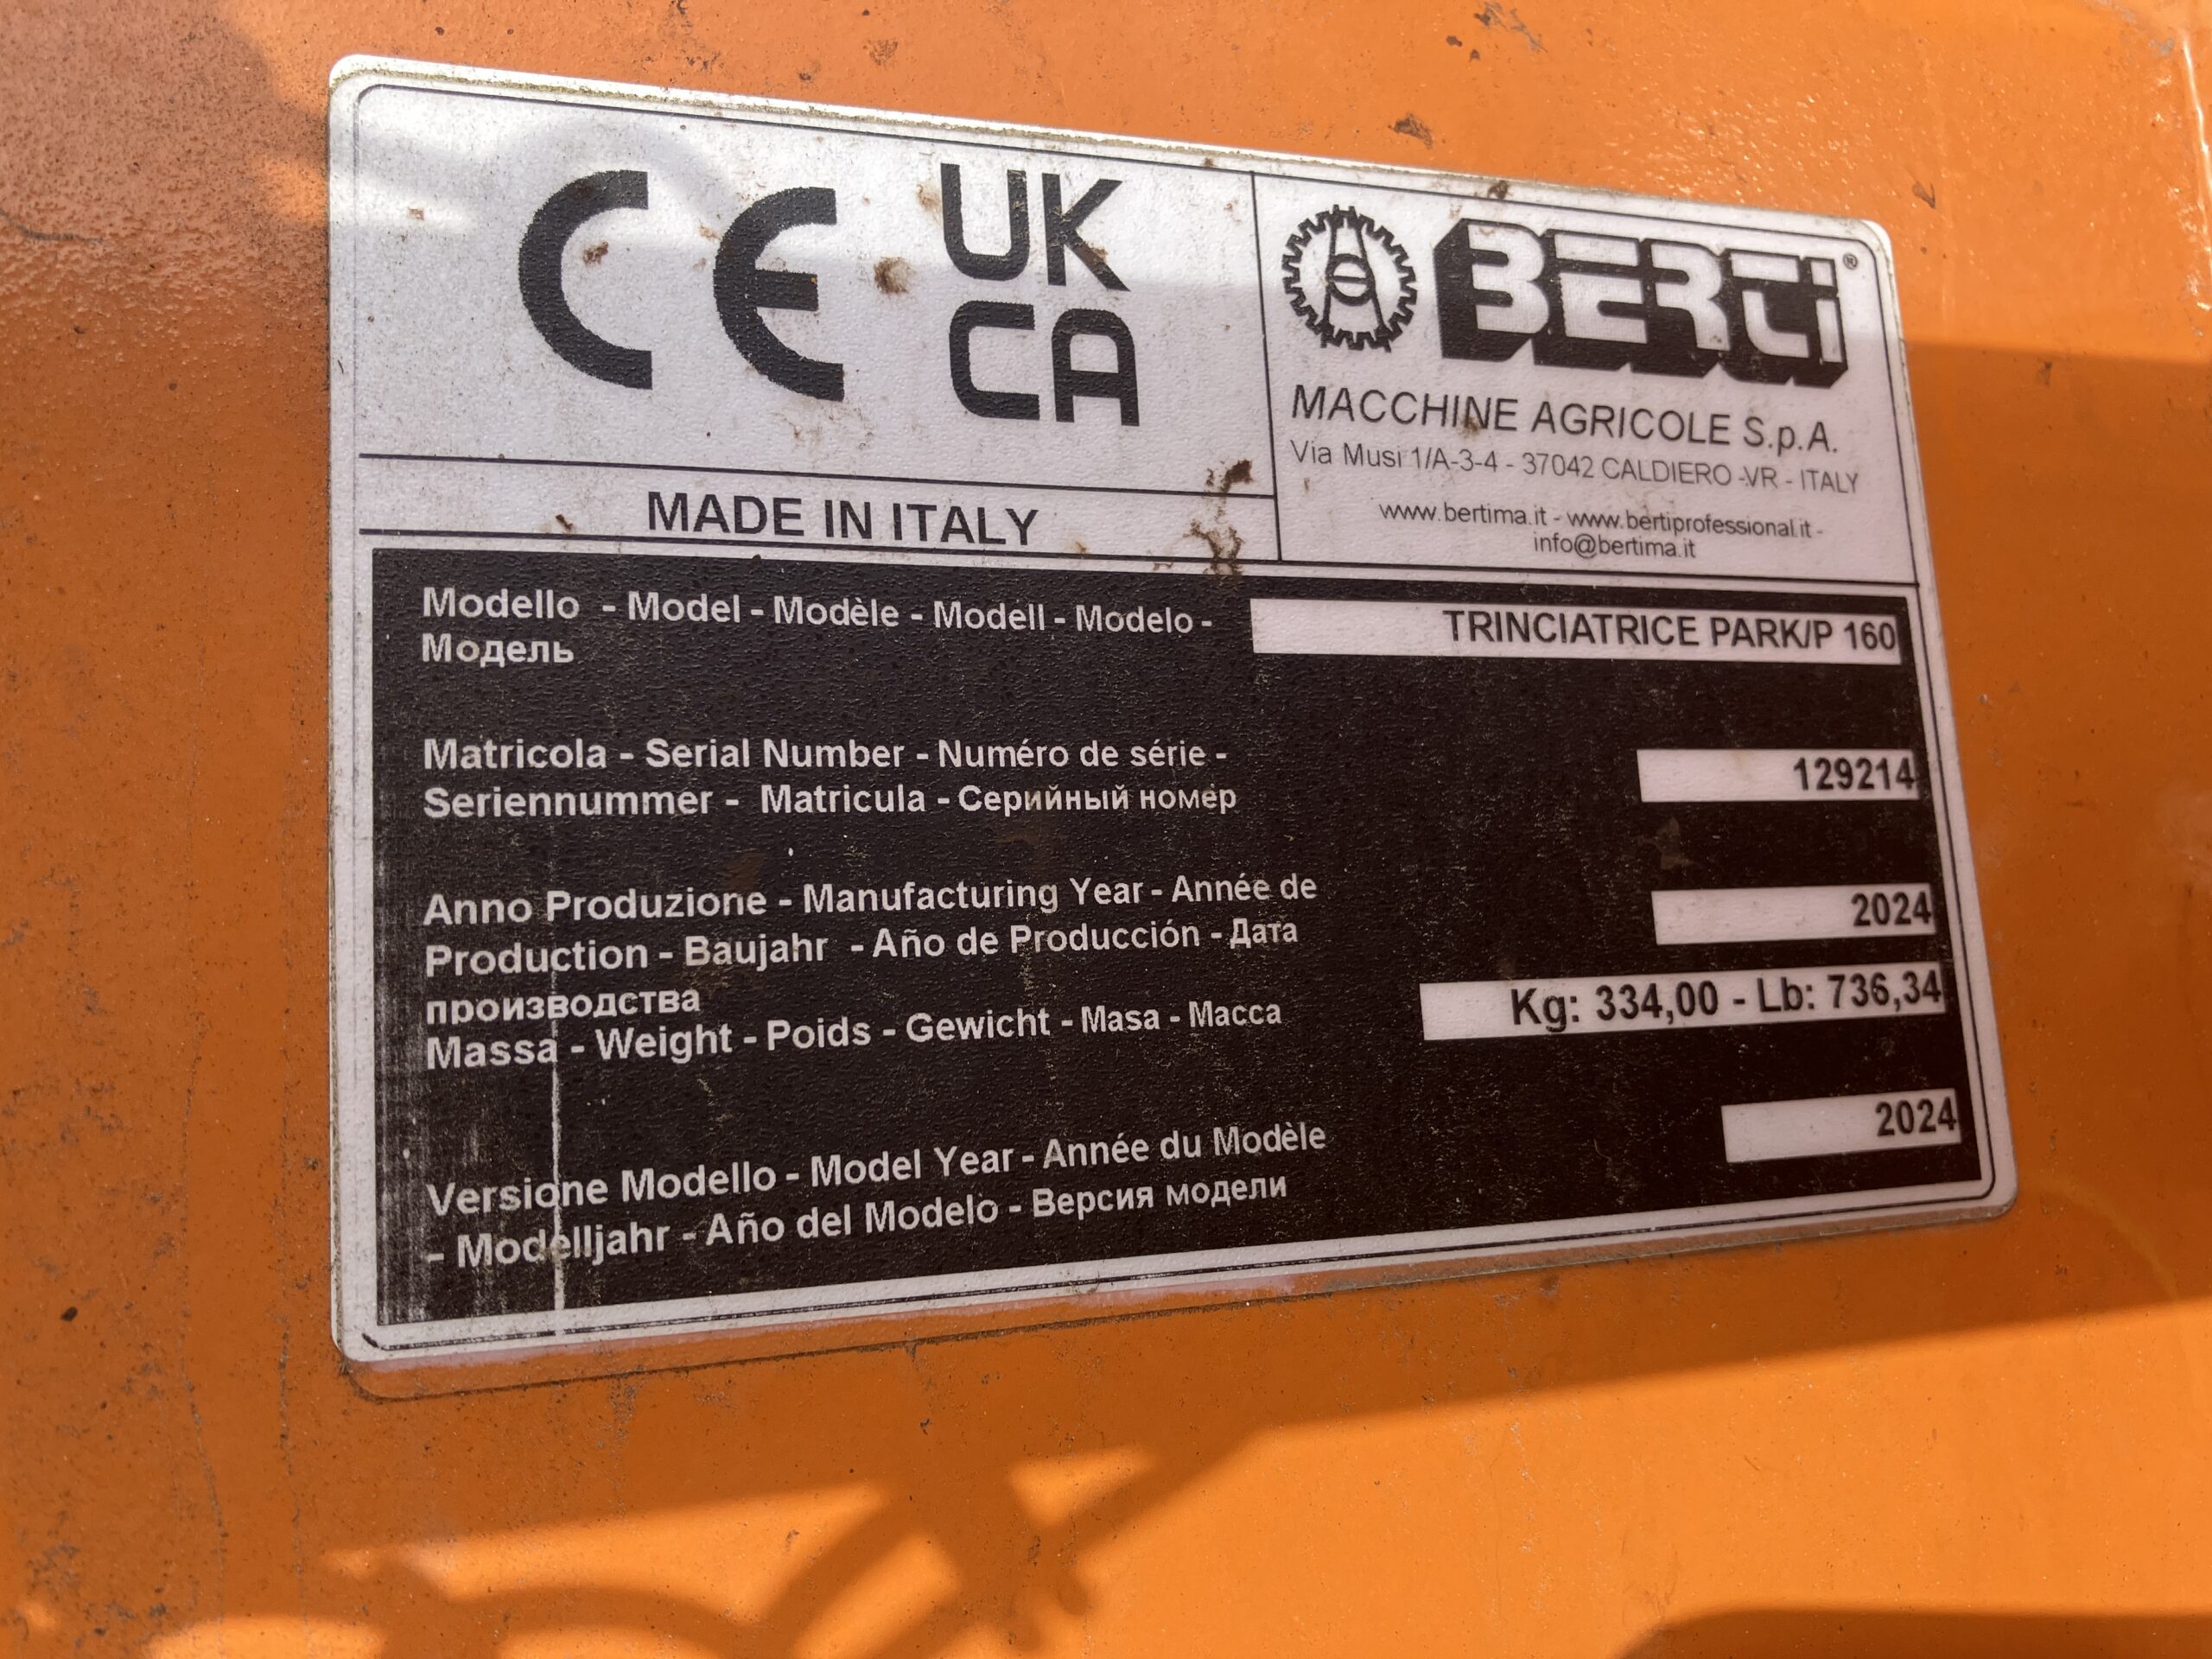 CE UK
CA
MADE IN ITALY
BERTI®
MACCHINE AGRICOLE S.p.A.
Via Musi 1/A-3-4 - 37042 CALDIERO -VR - ITALY
www.bertima.it - www.bertiprofessional.it -
info@bertima.it
Modello - Model - Modèle - Modell - Modelo -
Модель
TRINCIATRICE PARK/P 160
Matricola - Serial Number - Numéro de série -
Seriennummer - Matricula - Серийный номер
129214
Anno Produzione - Manufacturing Year - Année de
Production - Baujahr - Año de Producción - Дата
производства
2024
Massa - Weight - Poids - Gewicht - Masa - Масса
Kg: 334,00 - Lb: 736,34
Versione Modello - Model Year - Année du Modèle
- Modelljahr - Año del Modelo - Версия модели
2024